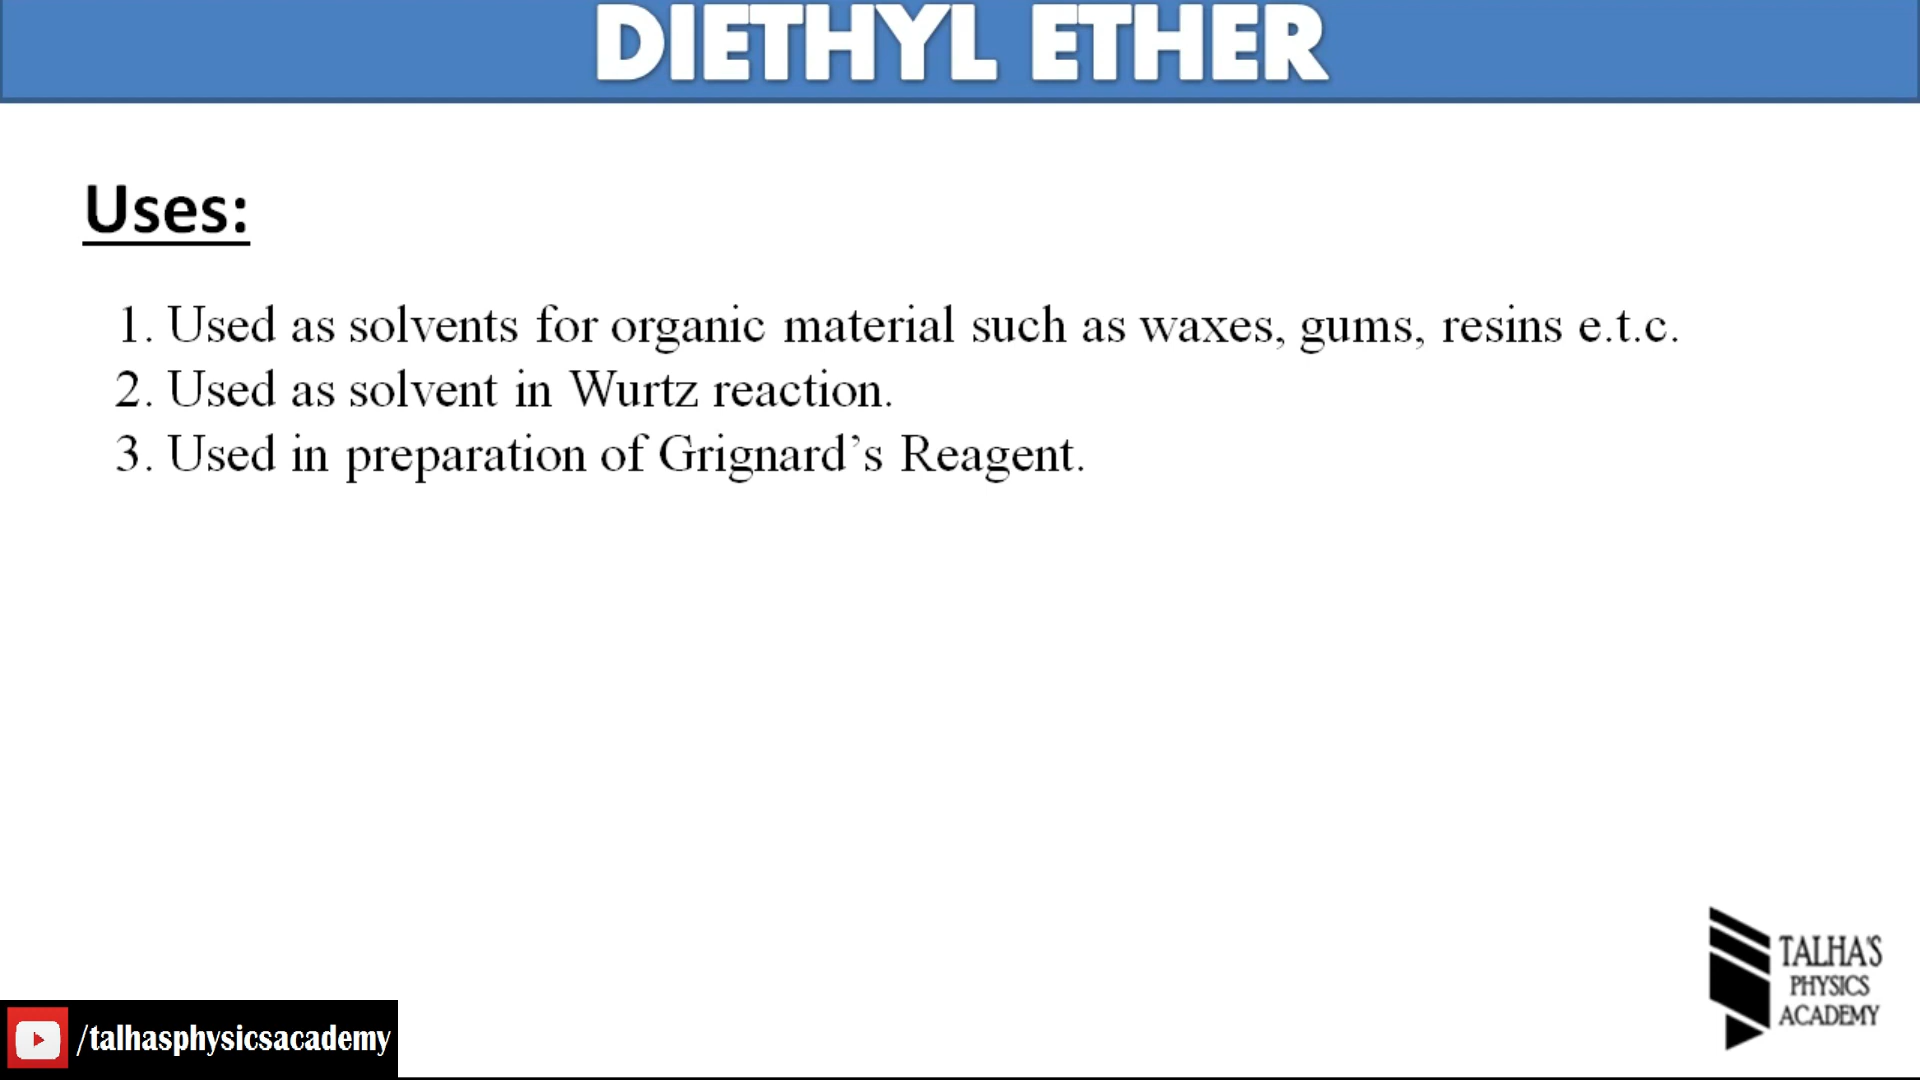 DIETHYL ETHER
Uses:
1. Used as solvents for organic material such as waxes, gums, resins e.t.c.
2. Used as solvent in Wurtz reaction.
3. Used in preparation of Grignard’s Reagent.
TALHA'S
PHYSICS
ACADEMY
/talhasphysicsacademy